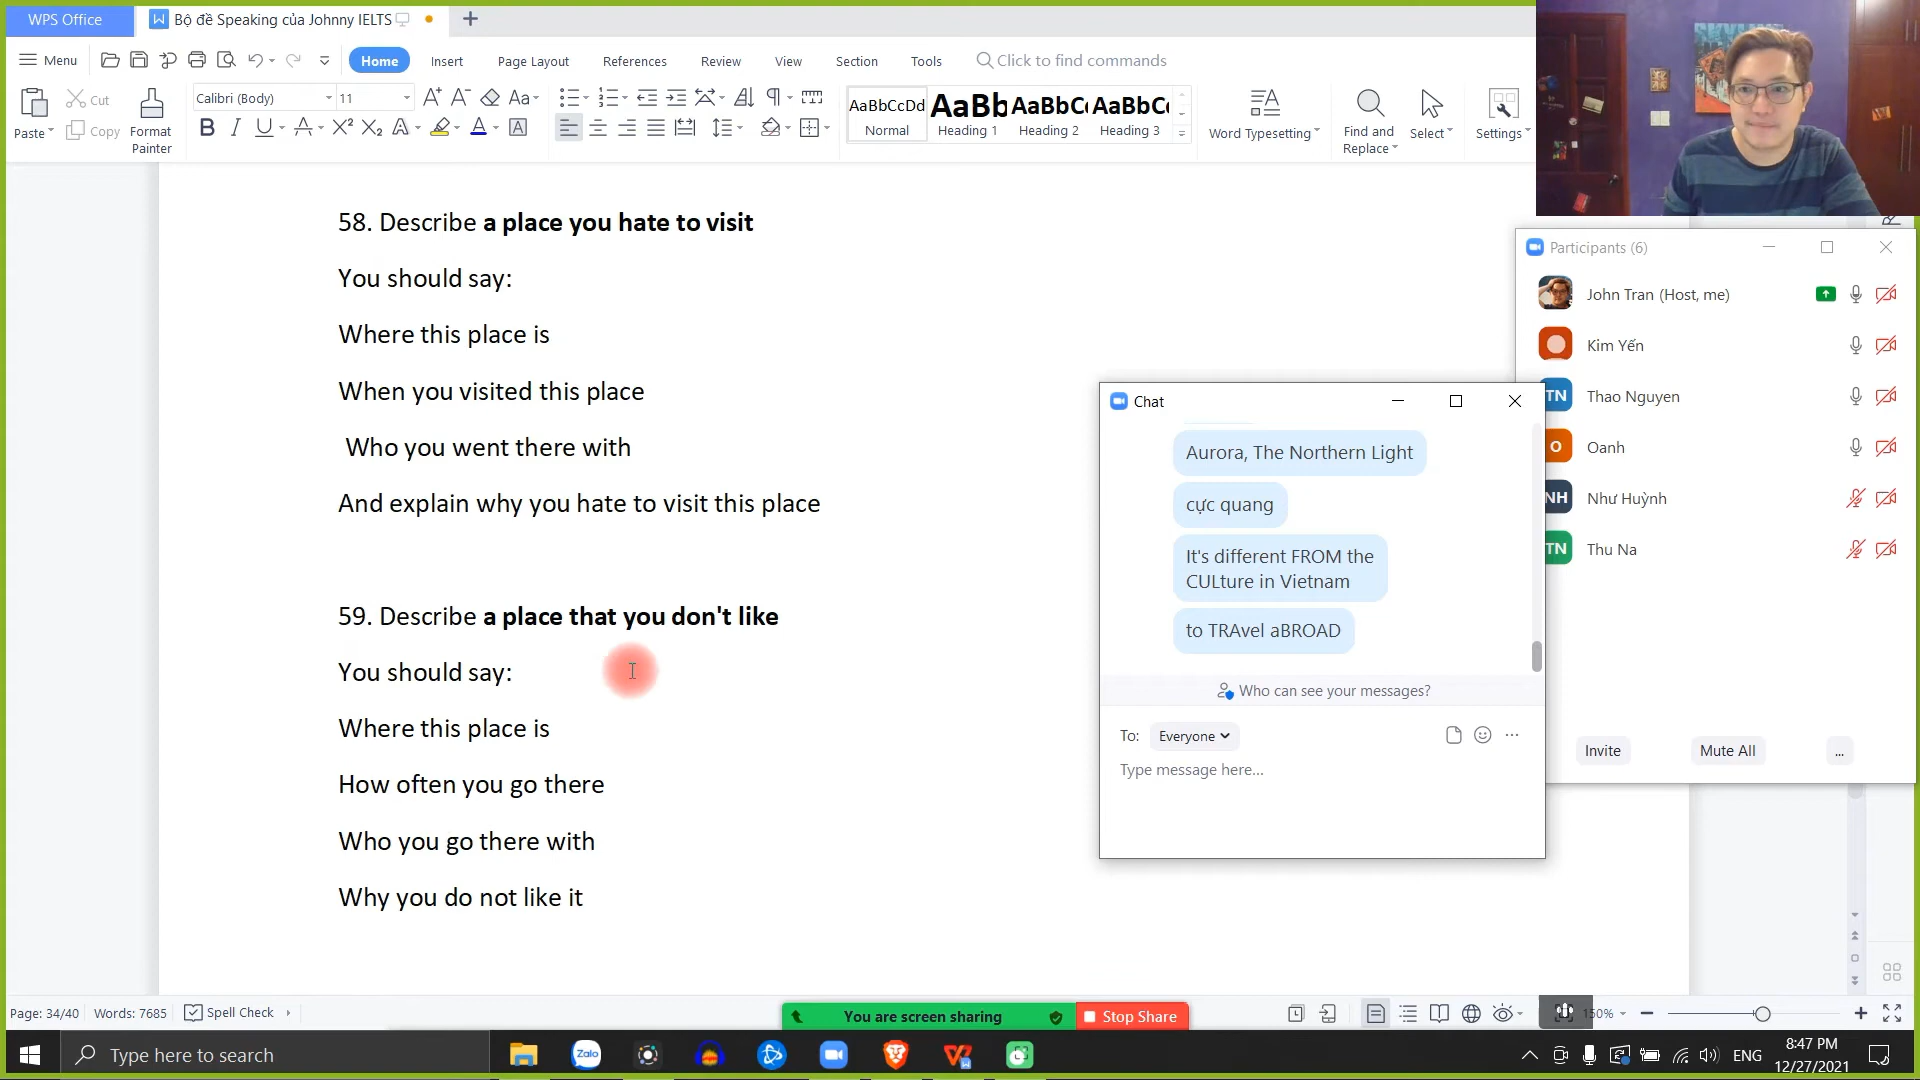 WPS Office
Bộ đề Speaking của Johnny IELTS
Menu
Home
Insert
Page Layout
References
Review
View
Section
Tools
Click to find commands
Paste
Cut
Copy
Format Painter
Calibri (Body)
11
AaBbCcDd
Normal
AaBb
Heading 1
AaBbC
Heading 2
AaBbC
Heading 3
Word Typesetting
Find and Replace
Select
Settings
58. Describe a place you hate to visit
You should say:
Where this place is
When you visited this place
Who you went there with
And explain why you hate to visit this place
59. Describe a place that you don't like
You should say:
Where this place is
How often you go there
Who you go there with
Why you do not like it
Participants (6)
John Tran (Host, me)
Kim Yến
TN Thao Nguyen
O Oanh
NH Như Huỳnh
TN Thu Na
Invite
Mute All
...
Chat
Aurora, The Northern Light
cực quang
It's different FROM the
CULture in Vietnam
to TRAvel aBROAD
Who can see your messages?
To: Everyone
Type message here...
Page: 34/40
Words: 7685
Spell Check
You are screen sharing
Stop Share
150%
Type here to search
Zalo
ENG
8:47 PM
12/27/2021